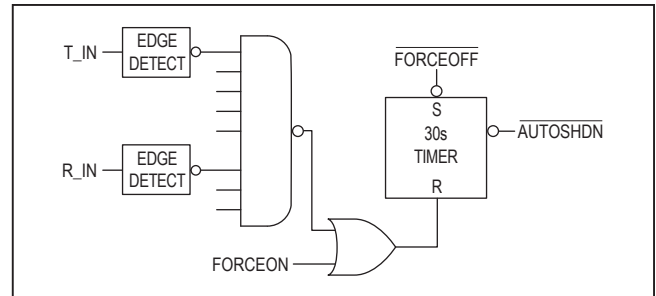 T_IN
EDGE
DETECT
R_IN
EDGE
DETECT
FORCEON
FORCEOFF
S
30s
TIMER
R
AUTOSHDN